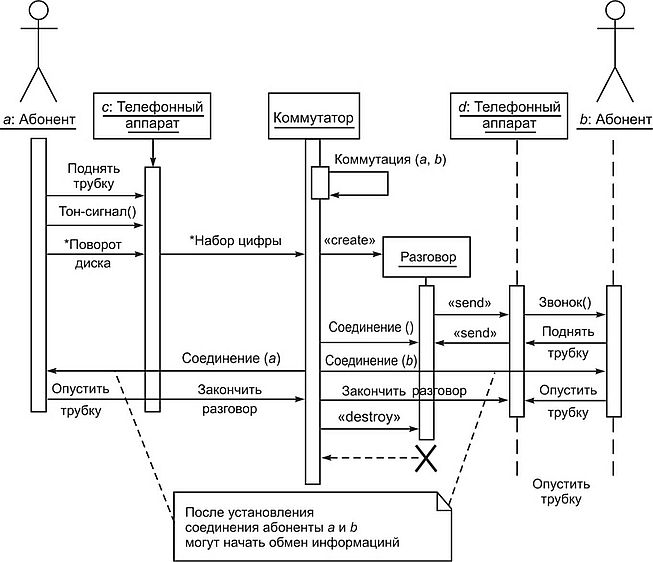 a: Абонент
c: Телефонный
аппарат
Коммутатор
d: Телефонный
аппарат
b: Абонент
Коммутация (a, b)
Поднять
трубку
Тон-сигнал()
*Поворот
диска
*Набор цифры
«create»
Разговор
«send»
Звонок()
Соединение ()
«send»
Поднять
трубку
Соединение (a)
Соединение (b)
Опустить
трубку
Закончить
разговор
Закончить разговор
Опустить
трубку
«destroy»
Опустить
трубку
После установления
соединения абоненты a и b
могут начать обмен информациний